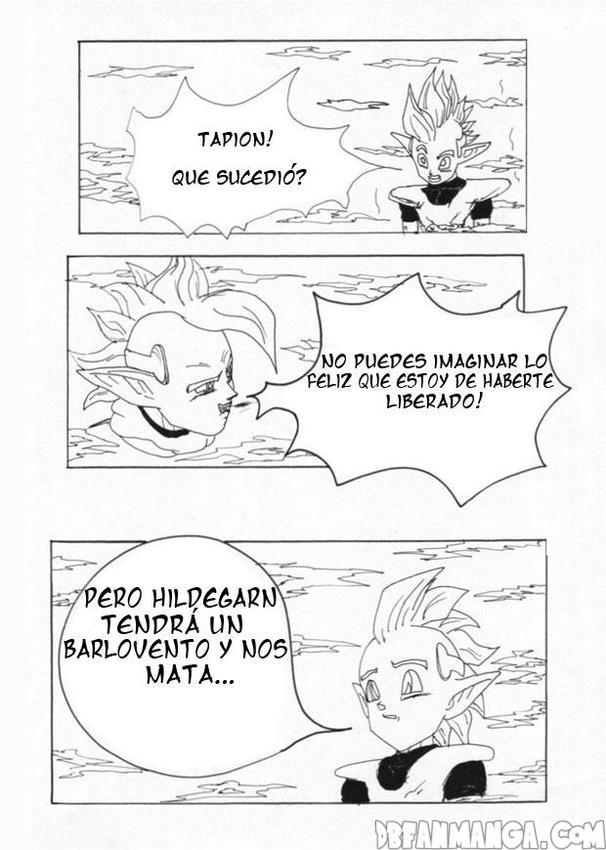 TAPION!
QUE SUCEDIÓ?
NO PUEDES IMAGINAR LO
FELIZ QUE ESTOY DE HABERTE
LIBERADO!
PERO HILDEGARN
TENDRÁ UN
BARLOVENTO Y NOS
MATA...
DBFANMANGA.COM